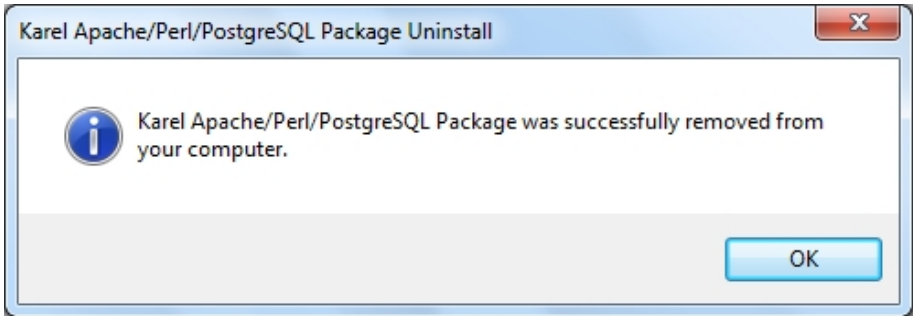 Karel Apache/Perl/PostgreSQL Package Uninstall
Karel Apache/Perl/PostgreSQL Package was successfully removed from
your computer.
OK